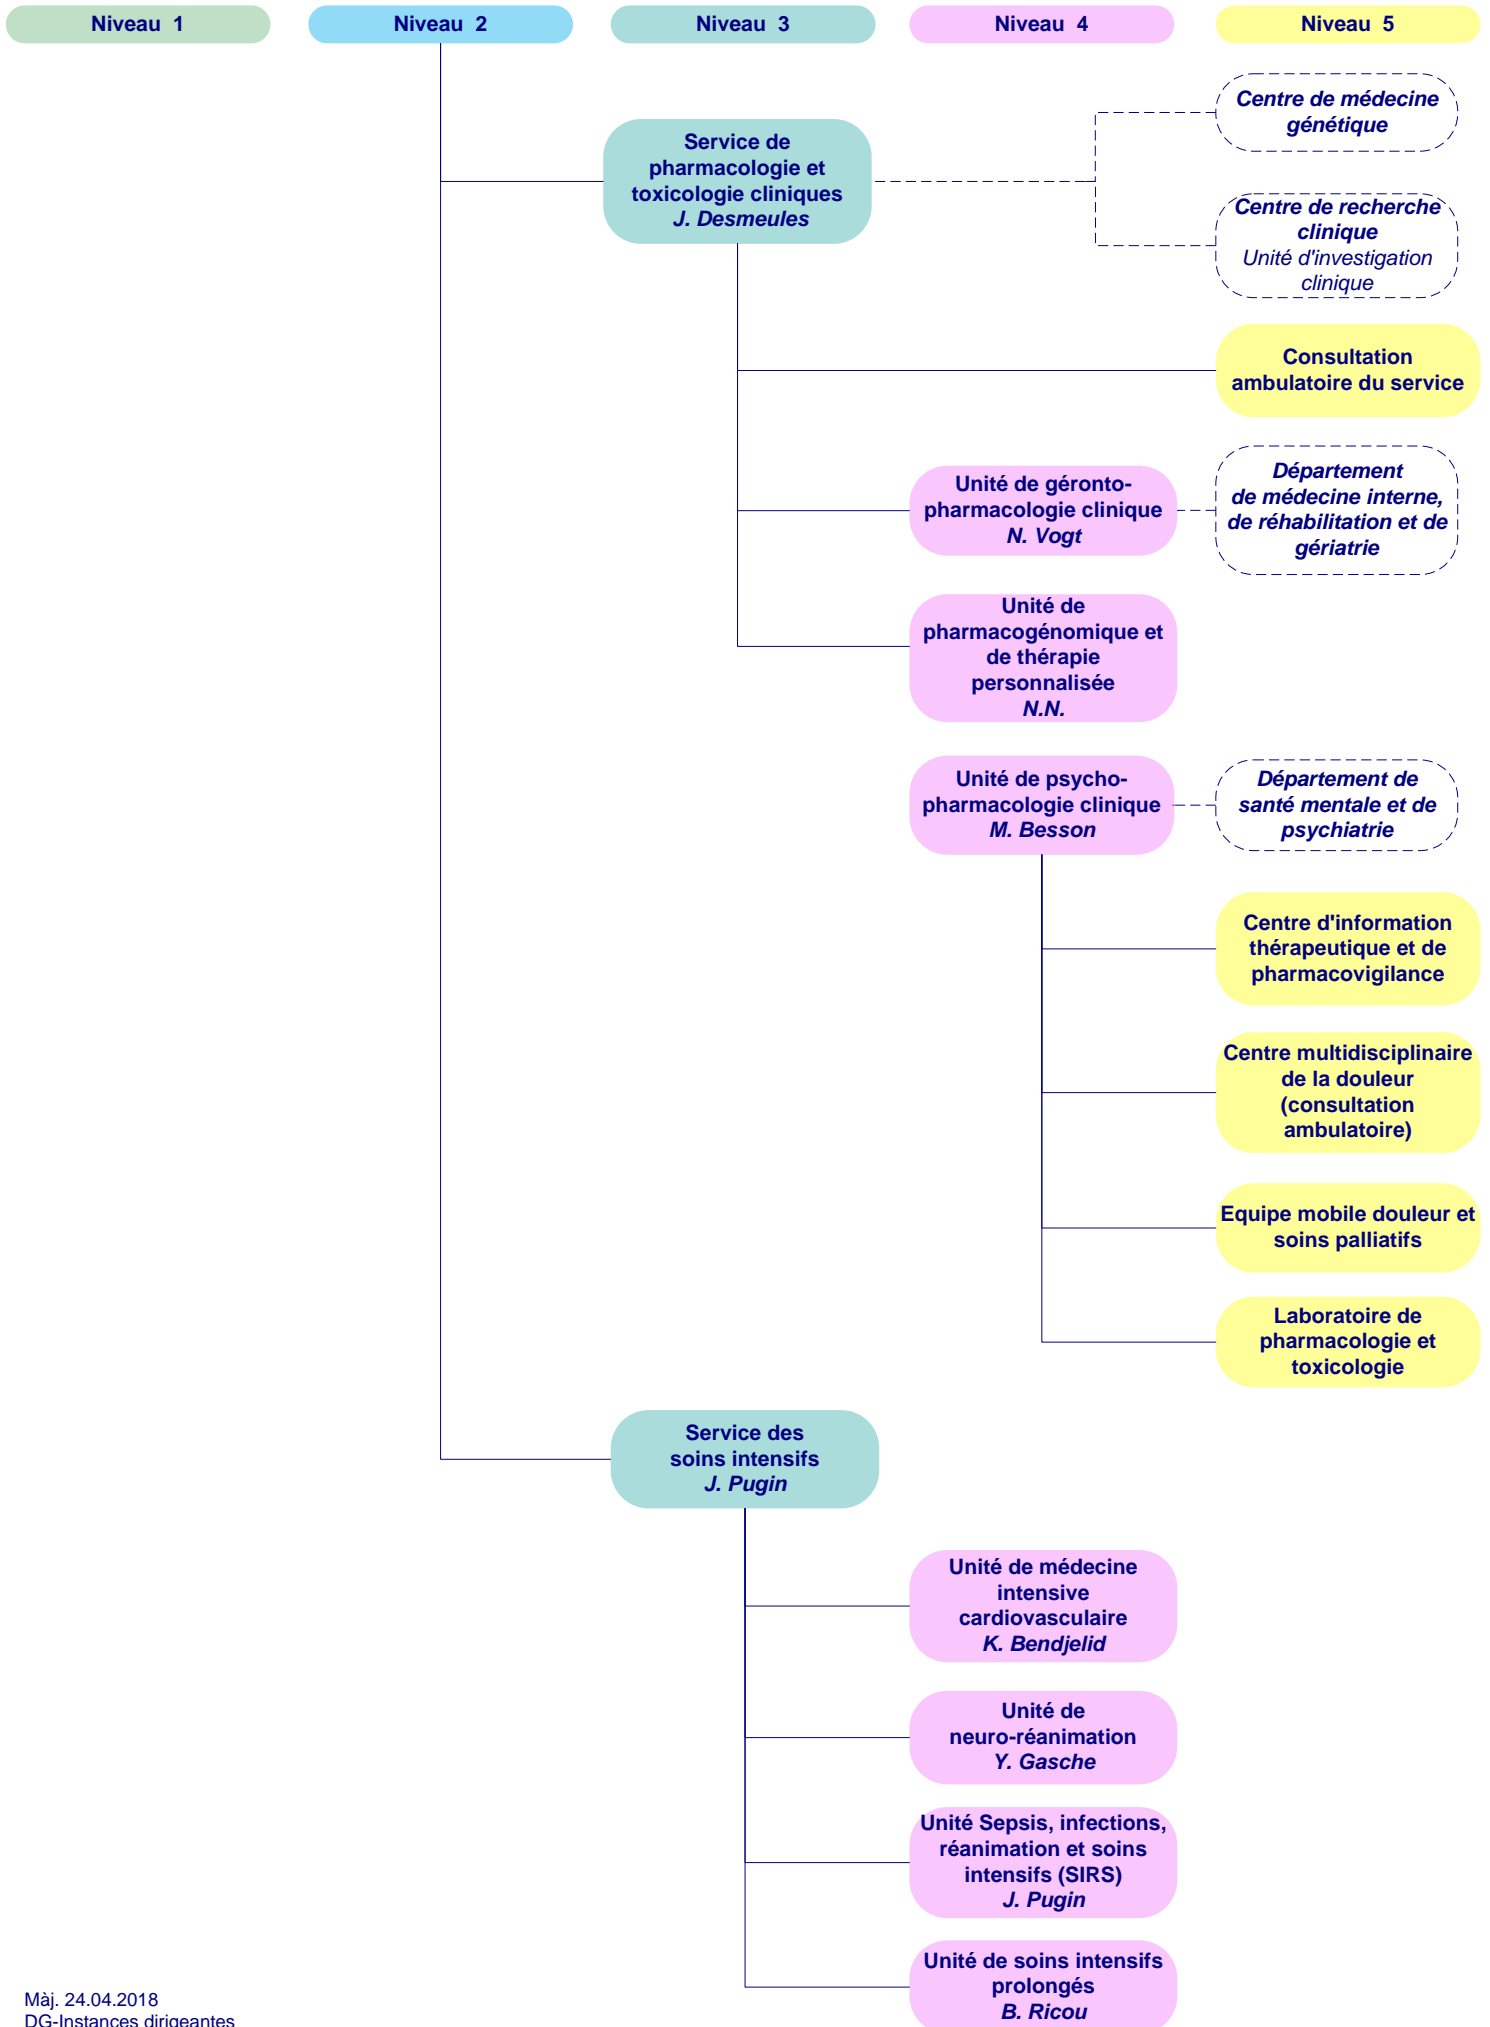 Niveau 1
Niveau 2
Niveau 3
Niveau 4
Niveau 5
Centre de médecine
génétique
Service de
pharmacologie et
toxicologie cliniques
J. Desmeules
Centre de recherche
clinique
Unité d'investigation
clinique
Consultation
ambulatoire du service
Unité de géronto-
pharmacologie clinique
N. Vogt
Département
de médecine interne,
de réhabilitation et de
gériatrie
Unité de
pharmacogénomique et
de thérapie
personnalisée
N.N.
Unité de psycho-
pharmacologie clinique
M. Besson
Département de
santé mentale et de
psychiatrie
Centre d'information
thérapeutique et de
pharmacovigilance
Centre multidisciplinaire
de la douleur
(consultation
ambulatoire)
Equipe mobile douleur et
soins palliatifs
Laboratoire de
pharmacologie et
toxicologie
Service des
soins intensifs
J. Pugin
Unité de médecine
intensive
cardiovasculaire
K. Bendjelid
Unité de
neuro-réanimation
Y. Gasche
Unité Sepsis, infections,
réanimation et soins
intensifs (SIRS)
J. Pugin
Unité de soins intensifs
prolongés
B. Ricou
Màj. 24.04.2018
DG-Instances dirigeantes